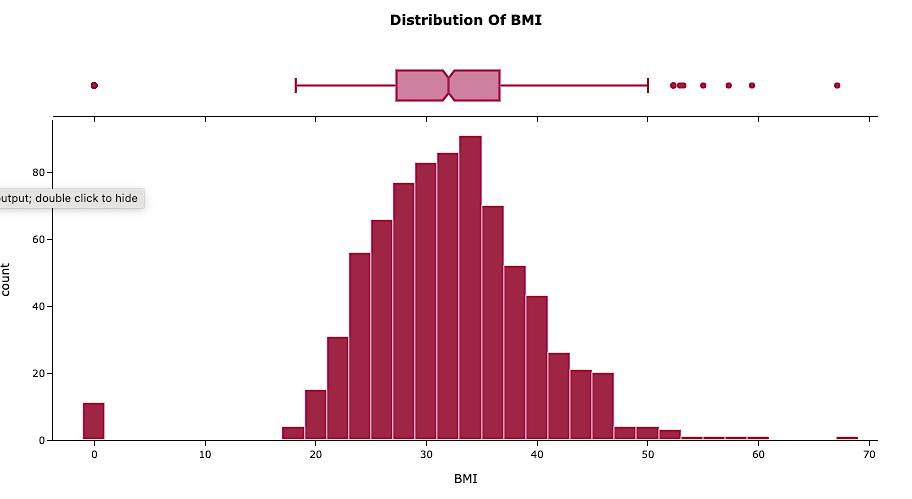 Distribution Of BMI
80
output; double click to hide
60
count
40
20
0
0 10 20 30 40 50 60 70
BMI